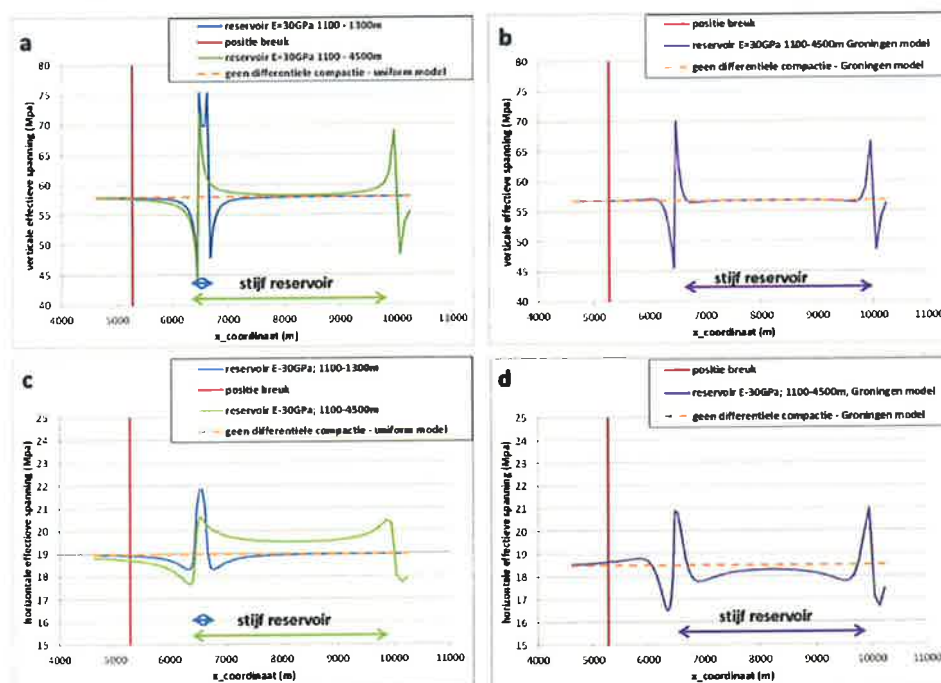 a
reservoir E=30GPa 1100 - 1300m
positie breuk
reservoir E=30GPa 1100 - 4500m
geen differentiele compactie - uniform model
verticale effectieve spanning (Mpa)
80
75
70
65
60
55
50
45
40
stijf reservoir
4000 5000 6000 7000 8000 9000 10000 11000
x_coordinaat (m)
b
positie breuk
reservoir E=30GPa 1100-4500m Groningen model
geen differentiele compactie - Groningen model
verticale effectieve spanning (Mpa)
80
75
70
65
60
55
50
45
40
stijf reservoir
4000 5000 6000 7000 8000 9000 10000 11000
x_coordinaat (m)
c
reservoir E-30GPa; 1100-1300m
positie breuk
reservoir E-30GPa; 1100-4500m
geen differentiele compactie - uniform model
horizontale effectieve spanning (Mpa)
25
24
23
22
21
20
19
18
17
16
15
stijf reservoir
4000 5000 6000 7000 8000 9000 10000 11000
x_coordinaat (m)
d
positie breuk
reservoir E-30GPa; 1100-4500m, Groningen model
geen differentiele compactie - Groningen model
horizontale effectieve spanning (Mpa)
25
24
23
22
21
20
19
18
17
16
15
stijf reservoir
4000 5000 6000 7000 8000 9000 10000 11000
x_coordinaat (m)